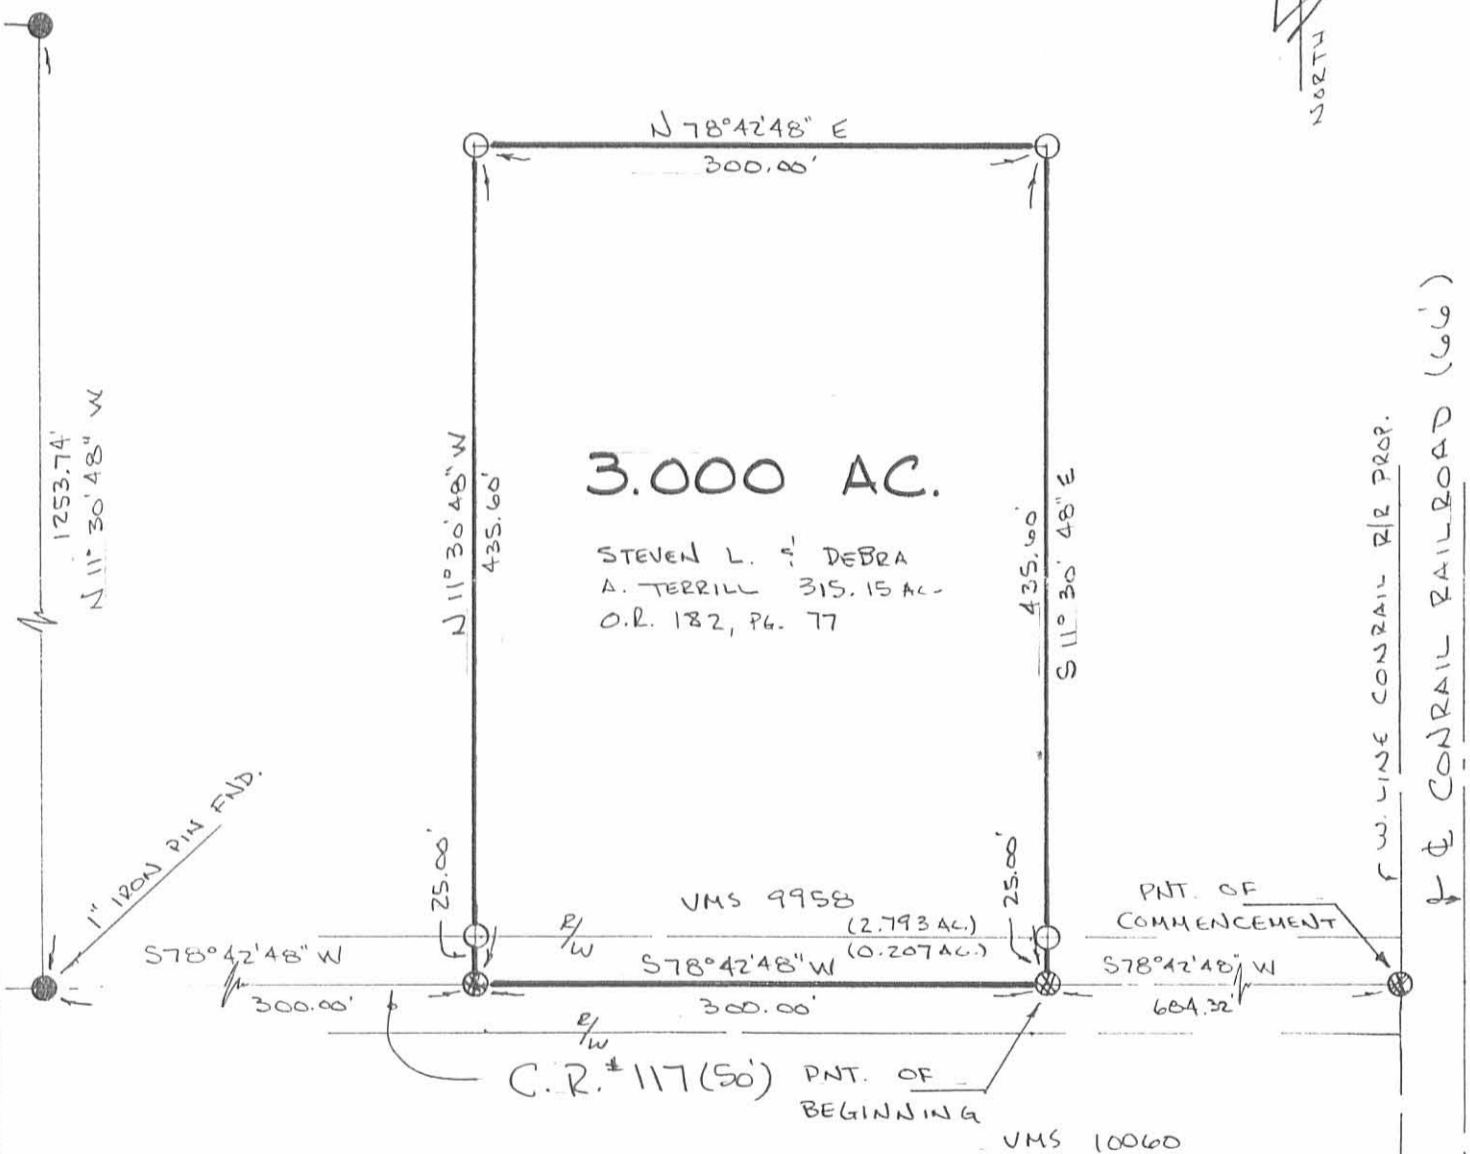 NORTH
N 78°42'48" E
300.00'
1253.74'
N 11° 30' 48" W
N 11° 30' 48" W
435.60'
3.000 AC.
STEVEN L. & DEBRA
A. TERRILL 315.15 AC.
O.R. 182, PG. 77
435.60'
S 11° 30' 48" E
W. LINE CONRAIL R/R PROP.
℄ CONRAIL RAILROAD (66')
1" IRON PIN FND.
25.00'
25.00'
VMS 9958
(2.793 AC.)
R/W
(0.207 AC.)
PNT. OF
COMMENCEMENT
S78°42'48" W
300.00'
S78°42'48" W
300.00'
S78°42'48" W
R/W
C.R. # 117 (50')
PNT. OF
BEGINNING
VMS 10060